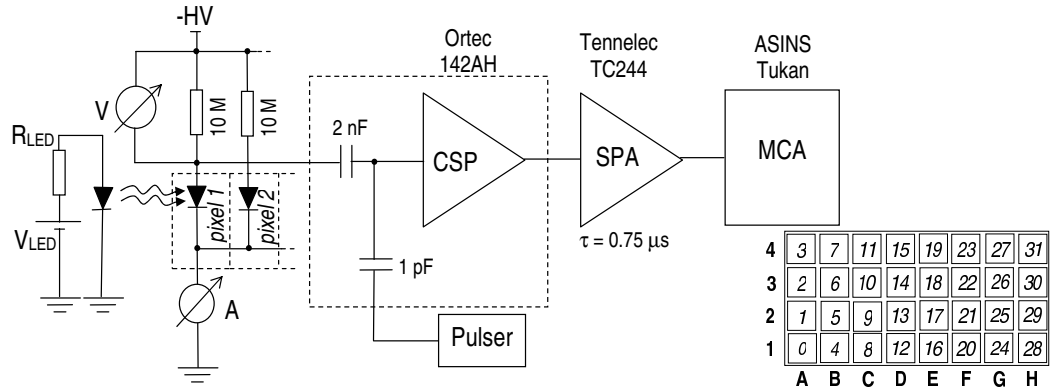 -HV
Ortec
142AH
Tennelec
TC244
ASINS
Tukan
V
10 M
10 M
2 nF
R_LED
CSP
SPA
MCA
pixel 1
pixel 2
V_LED
τ = 0.75 μs
1 pF
A
Pulser
4 3 7 11 15 19 23 27 31
3 2 6 10 14 18 22 26 30
2 1 5 9 13 17 21 25 29
1 0 4 8 12 16 20 24 28
A B C D E F G H